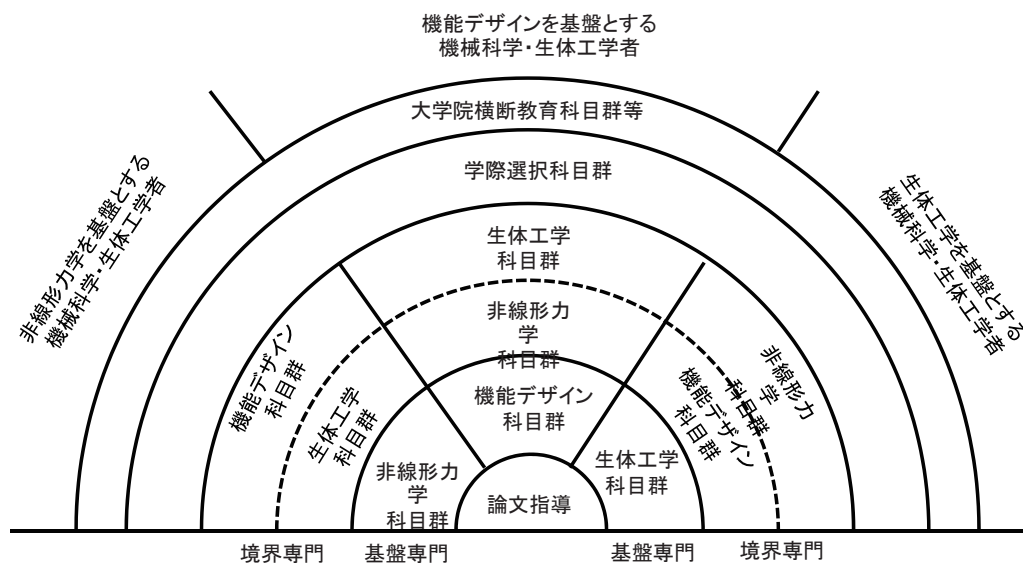 機能デザインを基盤とする
機械科学・生体工学者
大学院横断教育科目群等
学際選択科目群
非線形力学を基盤とする
機械科学・生体工学者
生体工学を基盤とする
機械科学・生体工学者
生体工学
科目群
非線形力
学
科目群
機能デザイン
科目群
機能デザイン
科目群
生体工学
科目群
非線形力
学
科目群
非線形力
学
科目群
機能デザイン
科目群
生体工学
科目群
論文指導
境界専門
基盤専門
基盤専門
境界専門